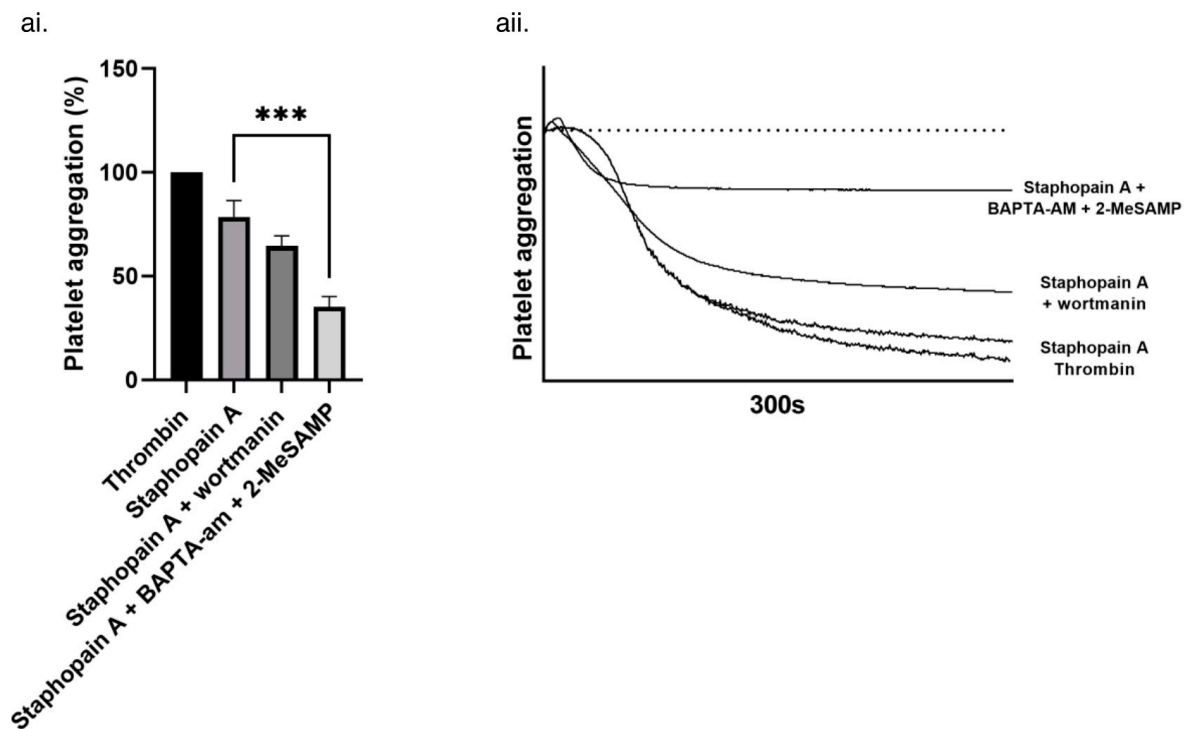 ai.
aii.
150
100
50
0
Platelet aggregation (%)
***
Thrombin
Staphopain A
Staphopain A + wortmanin
Staphopain A + BAPTA-am + 2-MeSAMP
Platelet aggregation
300s
Staphopain A +
BAPTA-AM + 2-MeSAMP
Staphopain A
+ wortmanin
Staphopain A
Thrombin